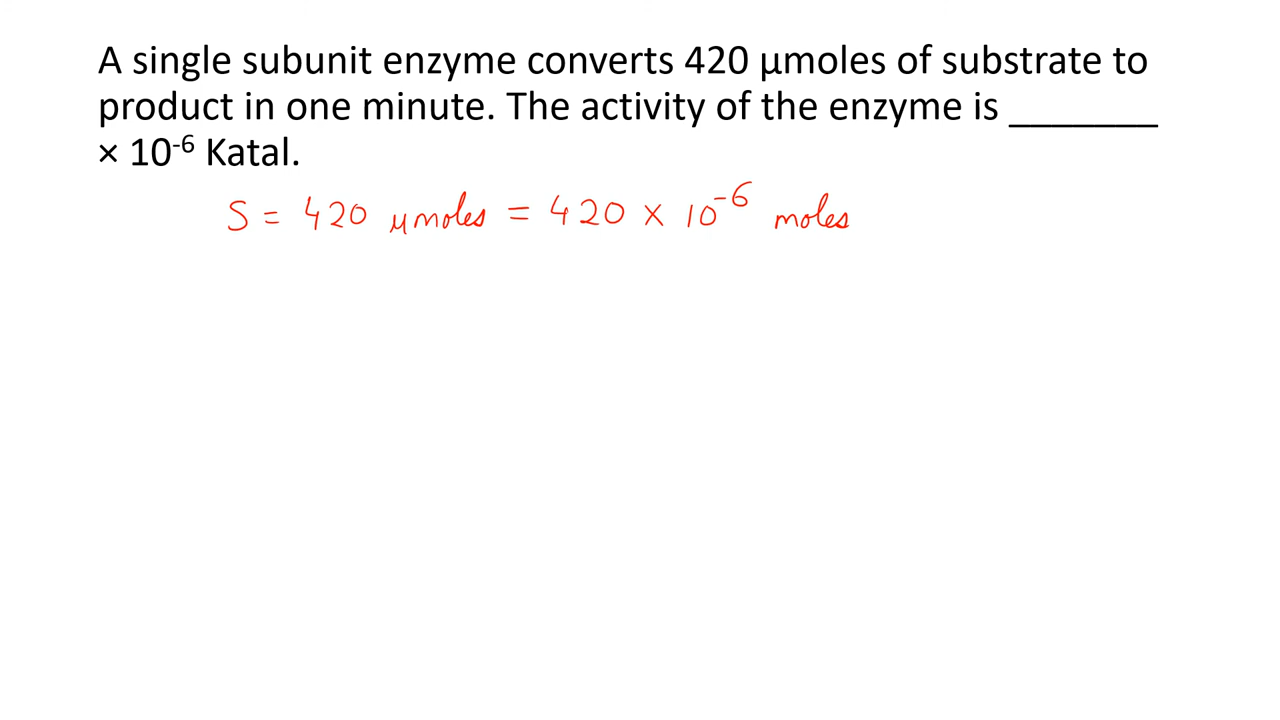 A single subunit enzyme converts 420 µmoles of substrate to
product in one minute. The activity of the enzyme is _______
× 10⁻⁶ Katal.
S = 420 µmoles = 420 × 10⁻⁶ moles